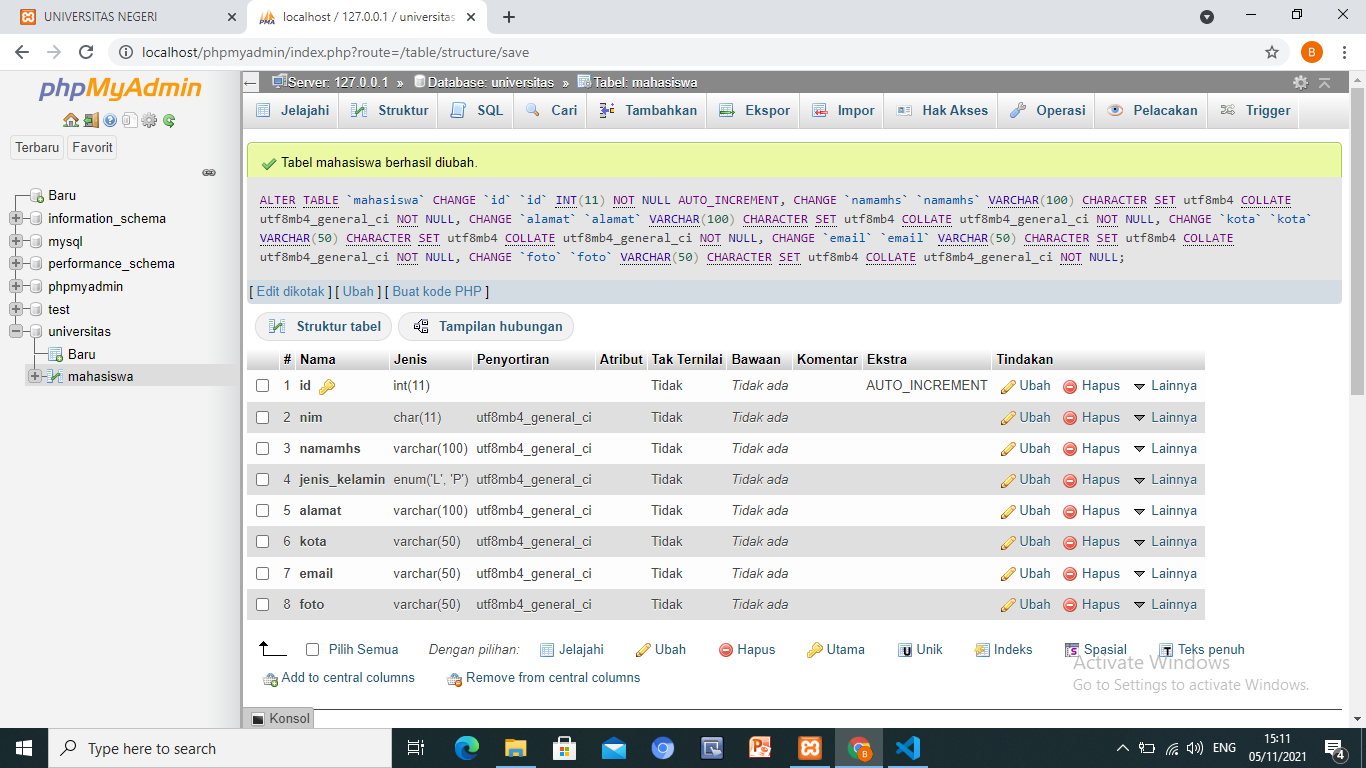 UNIVERSITAS NEGERI
localhost / 127.0.0.1 / universitas
localhost/phpmyadmin/index.php?route=/table/structure/save
B
phpMyAdmin
Terbaru Favorit
Baru
information_schema
mysql
performance_schema
phpmyadmin
test
universitas
Baru
mahasiswa
Server: 127.0.0.1 » Database: universitas » Tabel: mahasiswa
Jelajahi Struktur SQL Cari Tambahkan Ekspor Impor Hak Akses Operasi Pelacakan Trigger
Tabel mahasiswa berhasil diubah.
ALTER TABLE `mahasiswa` CHANGE `id` `id` INT(11) NOT NULL AUTO_INCREMENT, CHANGE `namamhs` `namamhs` VARCHAR(100) CHARACTER SET utf8mb4 COLLATE
utf8mb4_general_ci NOT NULL, CHANGE `alamat` `alamat` VARCHAR(100) CHARACTER SET utf8mb4 COLLATE utf8mb4_general_ci NOT NULL, CHANGE `kota` `kota`
VARCHAR(50) CHARACTER SET utf8mb4 COLLATE utf8mb4_general_ci NOT NULL, CHANGE `email` `email` VARCHAR(50) CHARACTER SET utf8mb4 COLLATE
utf8mb4_general_ci NOT NULL, CHANGE `foto` `foto` VARCHAR(50) CHARACTER SET utf8mb4 COLLATE utf8mb4_general_ci NOT NULL;
[ Edit dikotak ] [ Ubah ] [ Buat kode PHP ]
Struktur tabel Tampilan hubungan
# Nama Jenis Penyortiran Atribut Tak Ternilai Bawaan Komentar Ekstra Tindakan
1 id int(11) Tidak Tidak ada AUTO_INCREMENT Ubah Hapus Lainnya
2 nim char(11) utf8mb4_general_ci Tidak Tidak ada Ubah Hapus Lainnya
3 namamhs varchar(100) utf8mb4_general_ci Tidak Tidak ada Ubah Hapus Lainnya
4 jenis_kelamin enum('L', 'P') utf8mb4_general_ci Tidak Tidak ada Ubah Hapus Lainnya
5 alamat varchar(100) utf8mb4_general_ci Tidak Tidak ada Ubah Hapus Lainnya
6 kota varchar(50) utf8mb4_general_ci Tidak Tidak ada Ubah Hapus Lainnya
7 email varchar(50) utf8mb4_general_ci Tidak Tidak ada Ubah Hapus Lainnya
8 foto varchar(50) utf8mb4_general_ci Tidak Tidak ada Ubah Hapus Lainnya
Pilih Semua Dengan pilihan: Jelajahi Ubah Hapus Utama Unik Indeks Spasial Teks penuh
Add to central columns Remove from central columns
Activate Windows
Go to Settings to activate Windows.
Konsol
Type here to search
ENG
15:11
05/11/2021
4